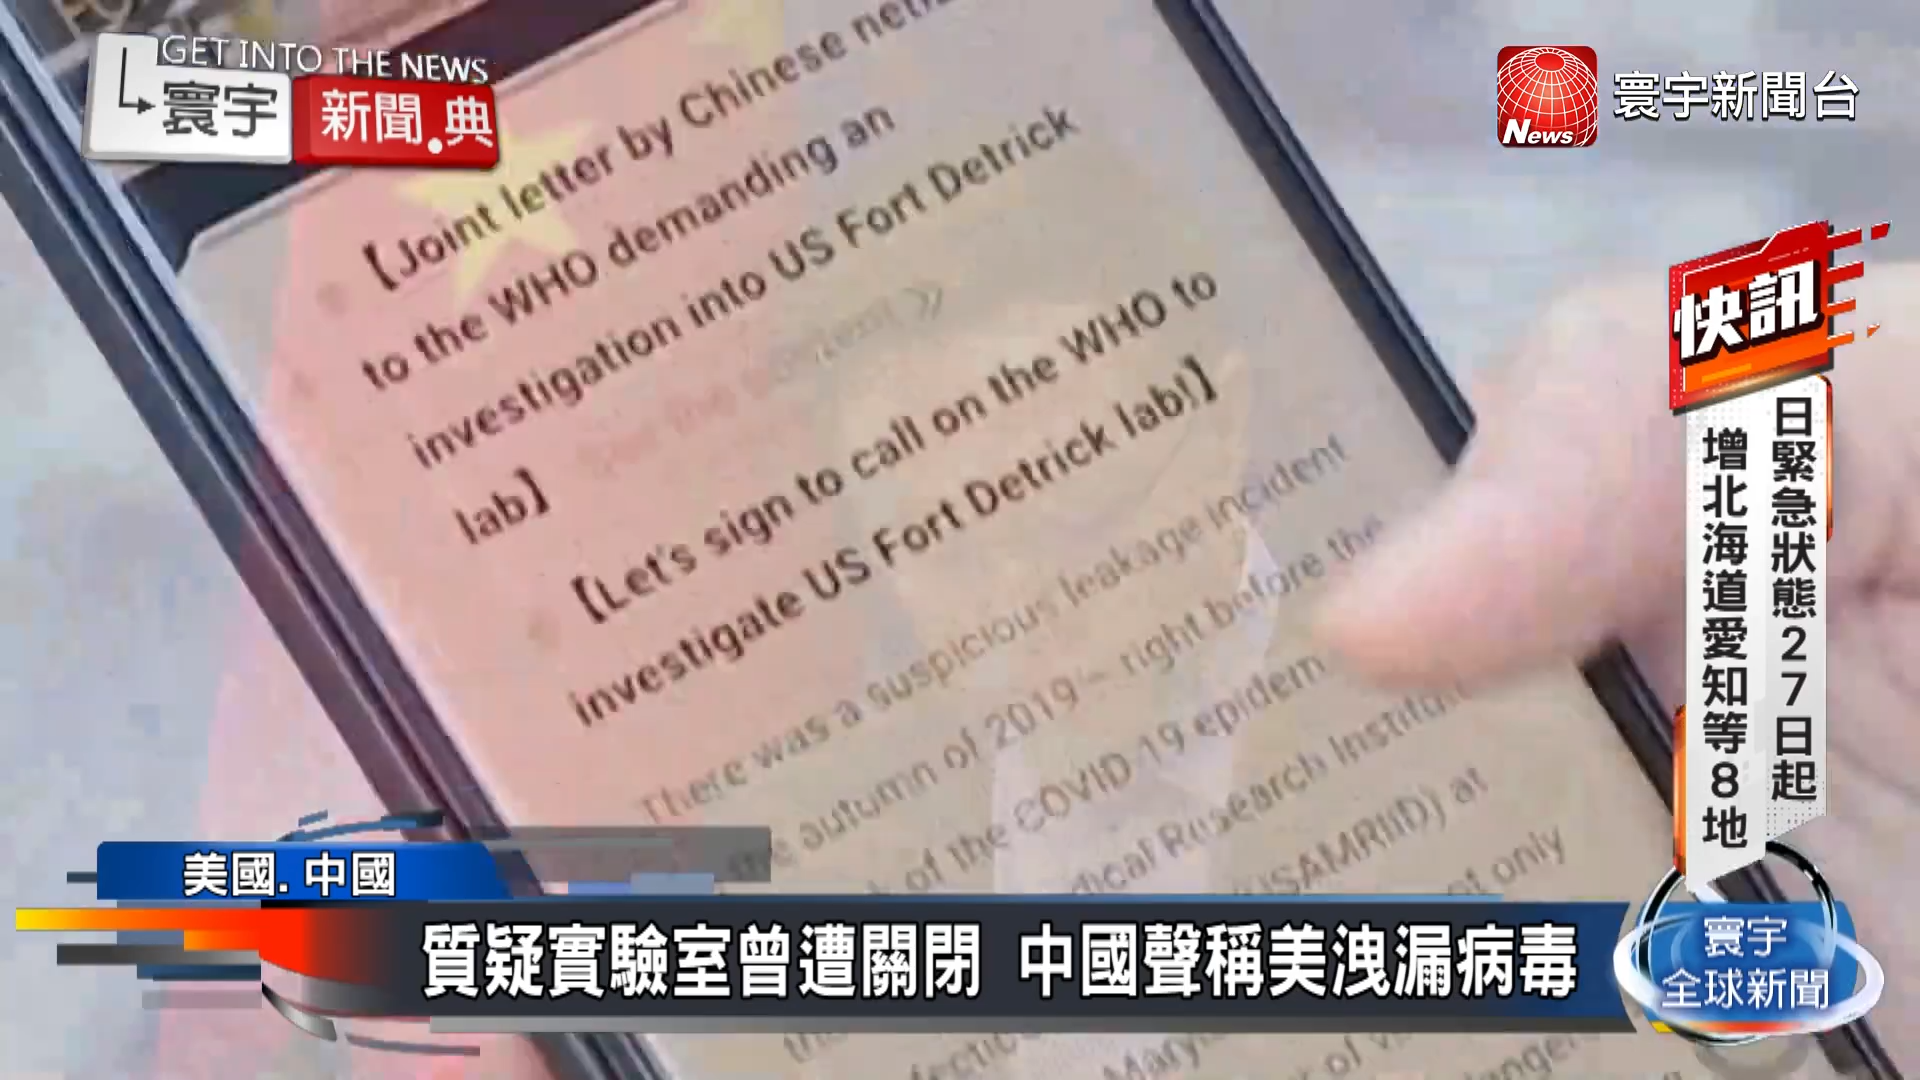 GET INTO THE NEWS
寰宇
新聞.典
News
寰宇新聞台
快訊
日緊急狀態27日起
增北海道愛知等8地
【Joint letter by Chinese
to the WHO demanding an
investigation into US Fort Detrick
lab】
【Let's sign to call on the WHO to
investigate US Fort Detrick lab!】
There was a suspicious leakage incident
the autumn of 2019 – right before the
of the COVID-19 epidem
Research
USAMRIID) at
only
美國.中國
質疑實驗室曾遭關閉 中國聲稱美洩漏病毒
寰宇
全球新聞